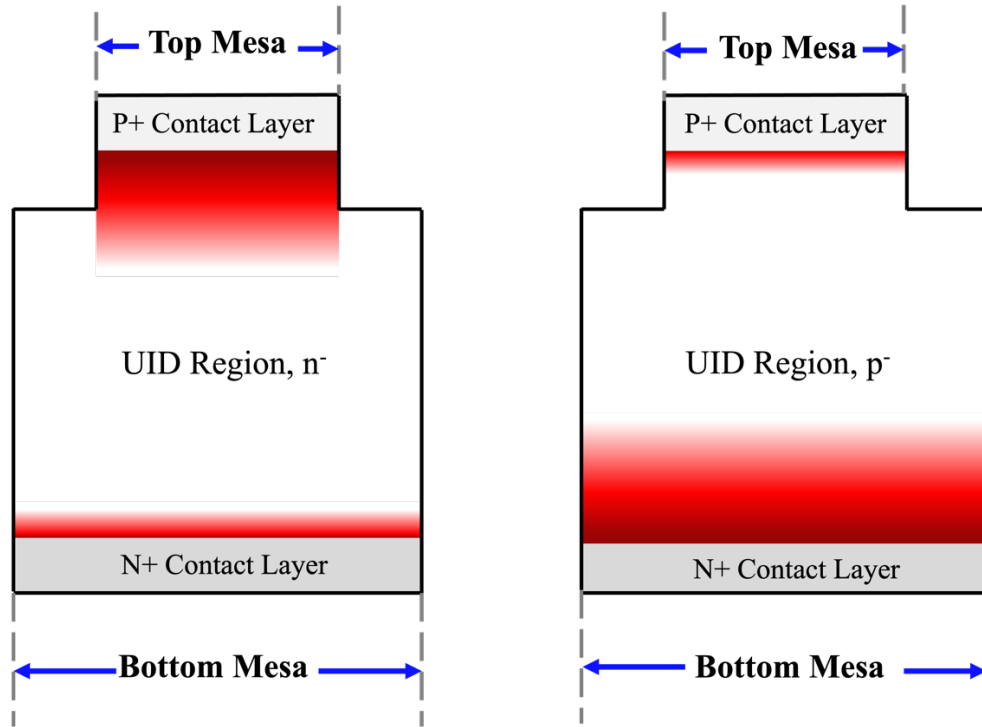 Top Mesa
P+ Contact Layer
UID Region, n⁻
N+ Contact Layer
Bottom Mesa
Top Mesa
P+ Contact Layer
UID Region, p⁻
N+ Contact Layer
Bottom Mesa